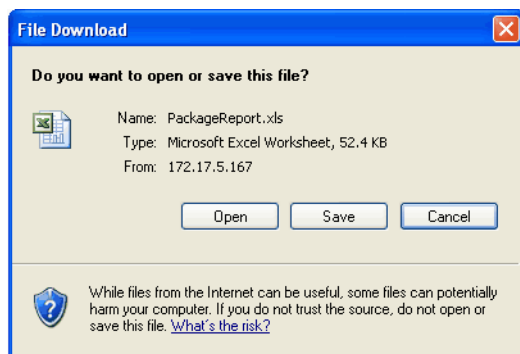 File Download
Do you want to open or save this file?
Name: PackageReport.xls
Type: Microsoft Excel Worksheet, 52.4 KB
From: 172.17.5.167
Open Save Cancel
While files from the Internet can be useful, some files can potentially
harm your computer. If you do not trust the source, do not open or
save this file. What's the risk?